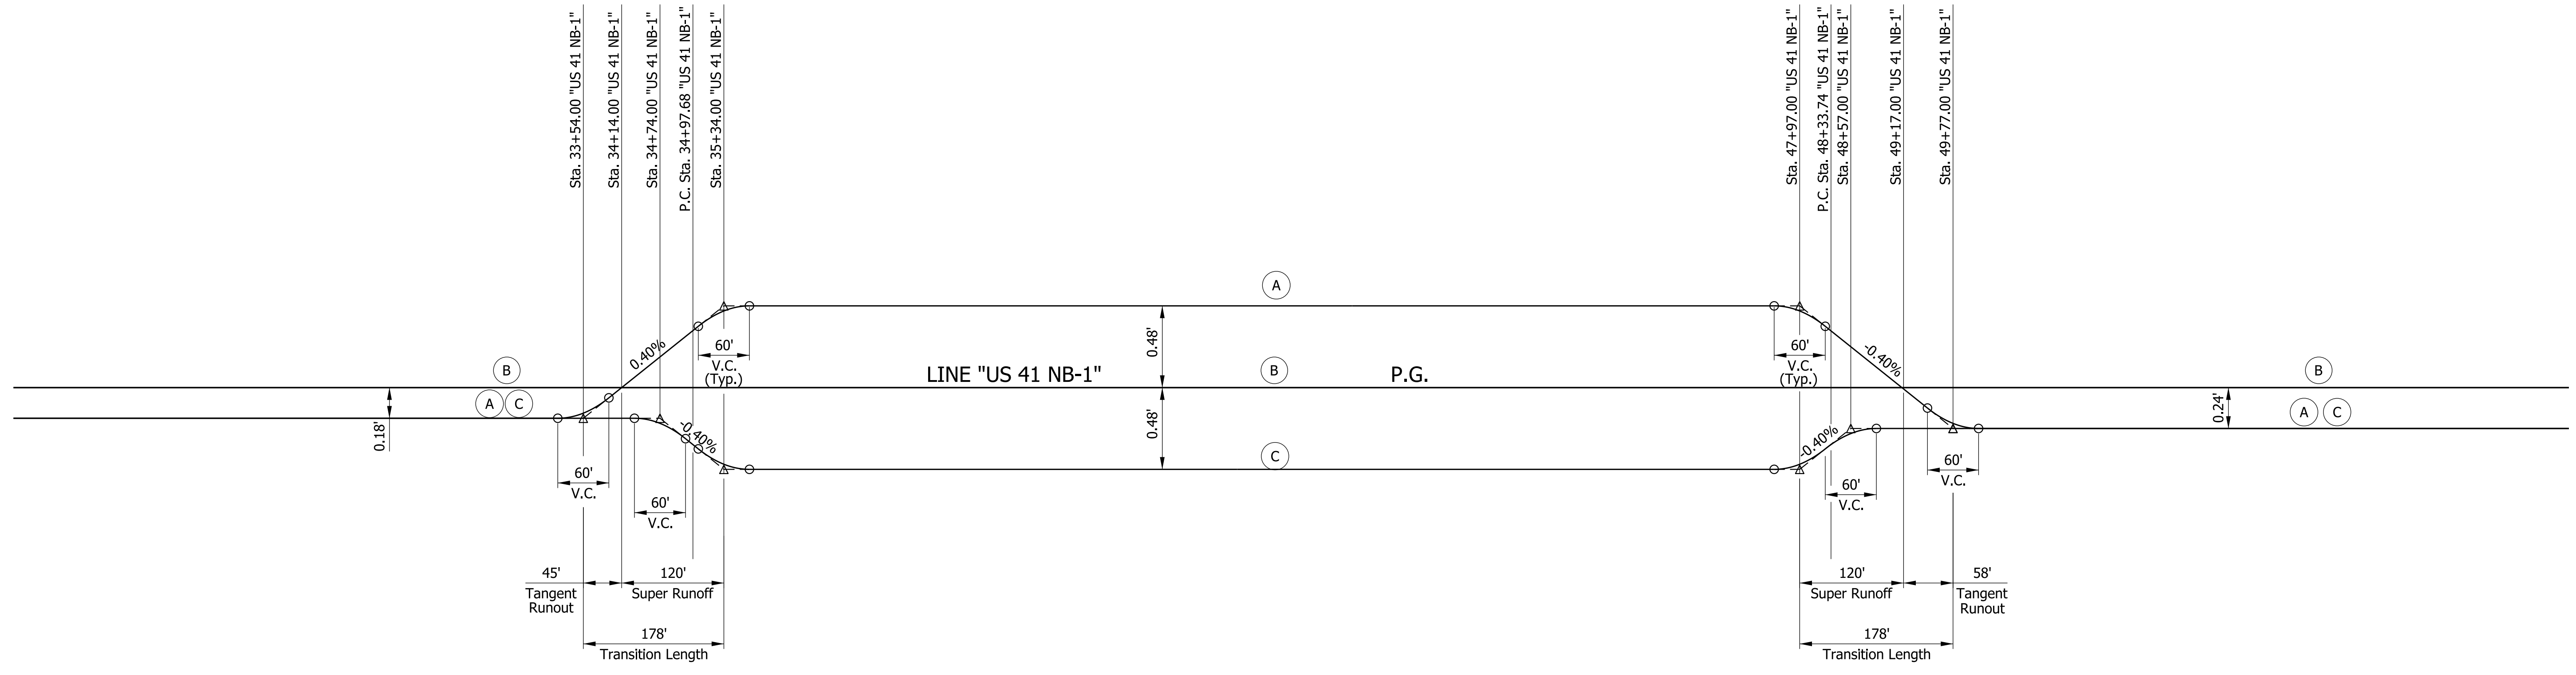 Sta. 33+54.00 "US 41 NB-1"
Sta. 34+14.00 "US 41 NB-1"
Sta. 34+74.00 "US 41 NB-1"
P.C. Sta. 34+97.68 "US 41 NB-1"
Sta. 35+34.00 "US 41 NB-1"
Sta. 47+97.00 "US 41 NB-1"
P.C. Sta. 48+33.74 "US 41 NB-1"
Sta. 48+57.00 "US 41 NB-1"
Sta. 49+17.00 "US 41 NB-1"
Sta. 49+77.00 "US 41 NB-1"
A
0.40%
60'
V.C.
(Typ.)
0.48'
60'
V.C.
(Typ.)
-0.40%
B
LINE "US 41 NB-1"
B
P.G.
B
A C
0.18'
-0.40%
0.48'
C
-0.40%
0.24'
A C
60'
V.C.
60'
V.C.
60'
V.C.
60'
V.C.
45'
Tangent
Runout
120'
Super Runoff
120'
Super Runoff
58'
Tangent
Runout
178'
Transition Length
178'
Transition Length